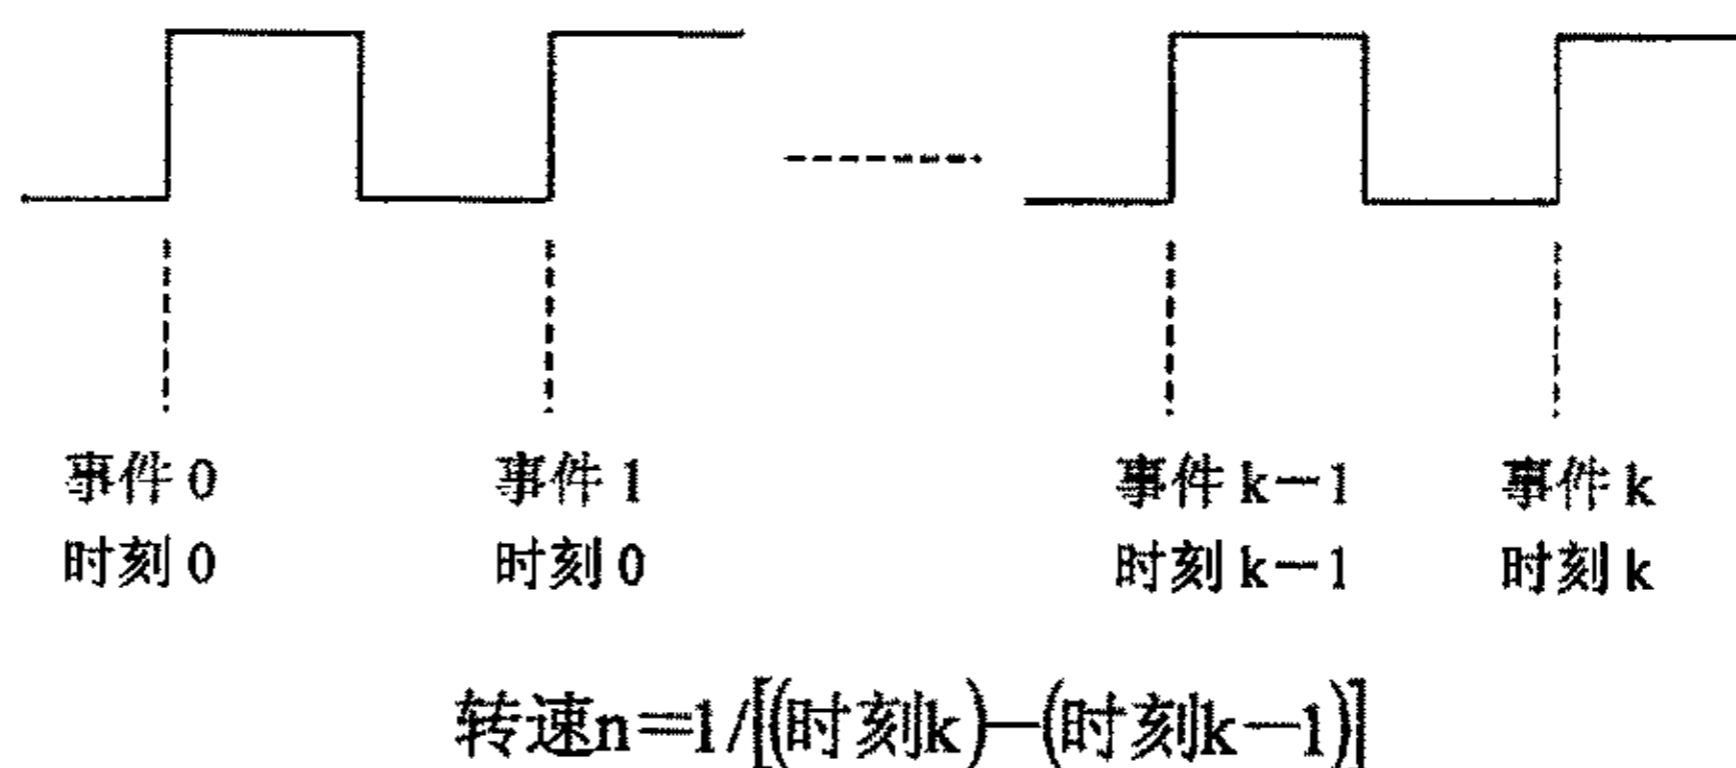 事件 0 事件 1 事件 k－1 事件 k
时刻 0 时刻 0 时刻 k－1 时刻 k
转速n＝1/[(时刻k)－(时刻k－1)]